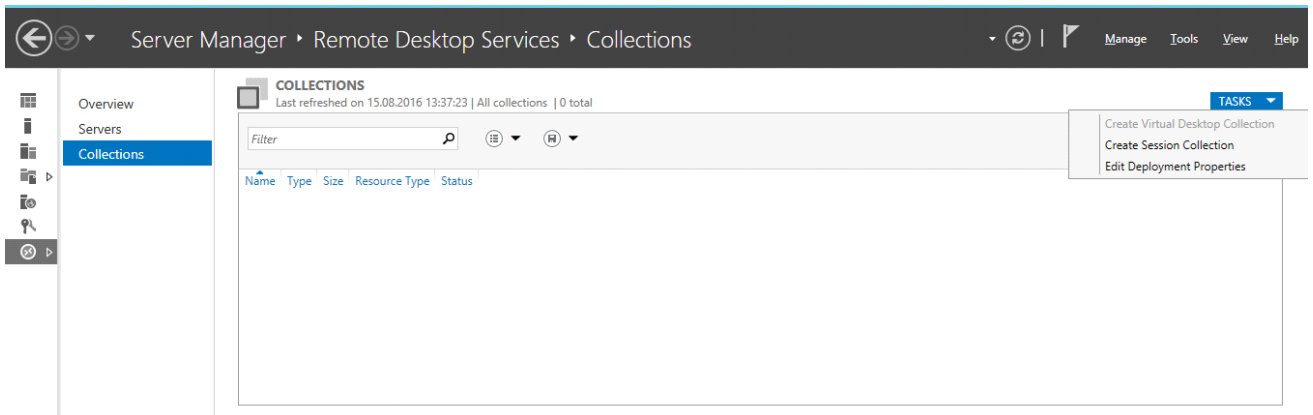 Server Manager ‣ Remote Desktop Services ‣ Collections
Manage Tools View Help
Overview
Servers
Collections
COLLECTIONS
Last refreshed on 15.08.2016 13:37:23 | All collections | 0 total
TASKS
Create Virtual Desktop Collection
Create Session Collection
Edit Deployment Properties
Filter
Name Type Size Resource Type Status